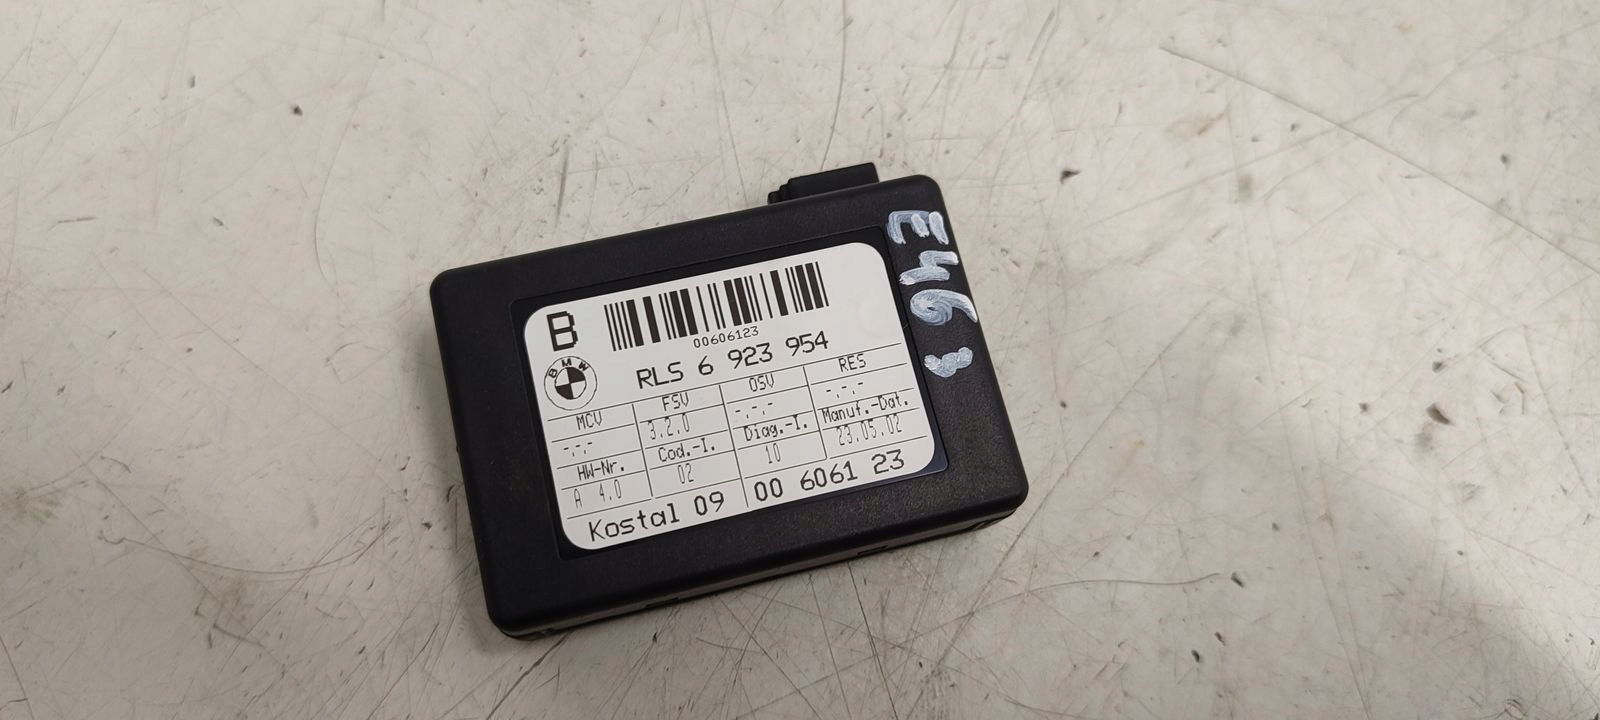 B
00606123
BMW
RLS 6 923 954
MCV FSV OSV RES
-.-.- 3.2.0 -.-.- -.-.-
HW-Nr. Cod.-I. Diag.-I. Manuf.-Dat.
A 4.0 02 10 23.05.02
Kostal 09 00 6061 23
E46